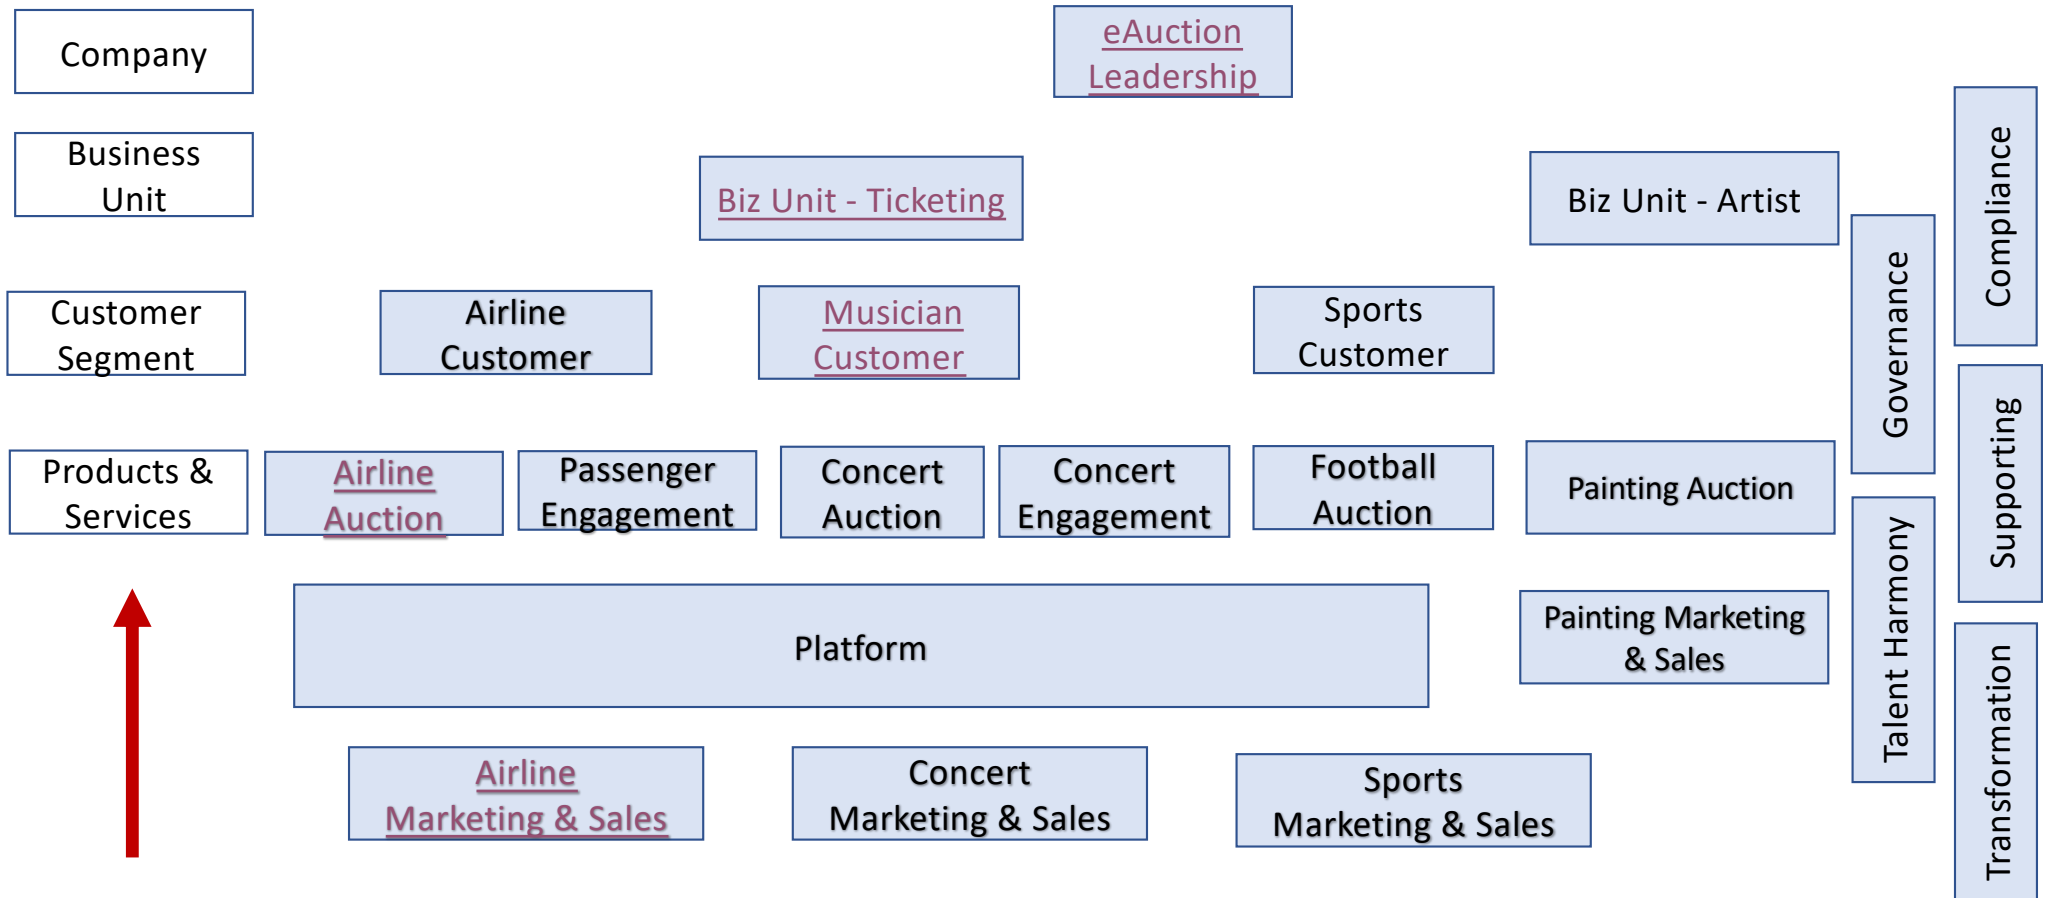 Company
eAuction
Leadership
Business
Unit
Biz Unit - Ticketing
Biz Unit - Artist
Compliance
Governance
Customer
Segment
Airline
Customer
Musician
Customer
Sports
Customer
Supporting
Products &
Services
Airline
Auction
Passenger
Engagement
Concert
Auction
Concert
Engagement
Football
Auction
Painting Auction
Talent Harmony
Platform
Painting Marketing
& Sales
Transformation
Airline
Marketing & Sales
Concert
Marketing & Sales
Sports
Marketing & Sales